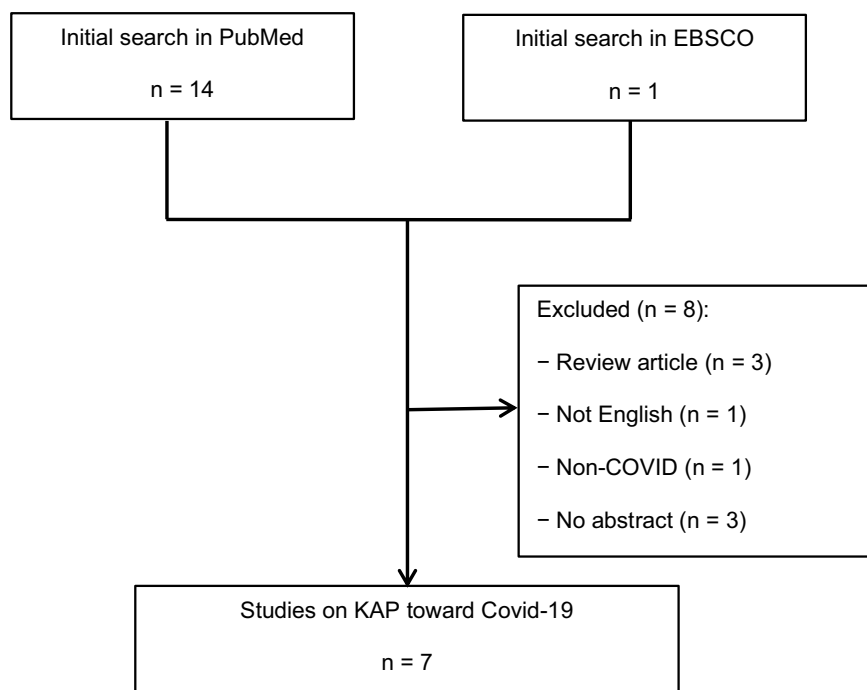 Initial search in PubMed
n = 14
Initial search in EBSCO
n = 1
Excluded (n = 8):
− Review article (n = 3)
− Not English (n = 1)
− Non-COVID (n = 1)
− No abstract (n = 3)
Studies on KAP toward Covid-19
n = 7